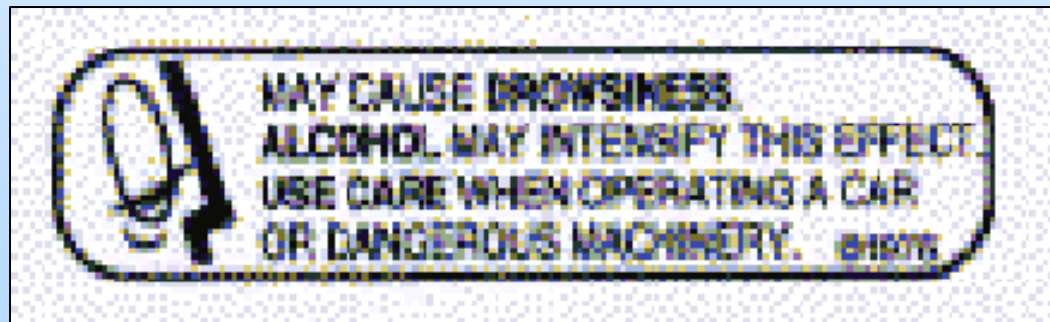 MAY CAUSE DROWSINESS.
ALCOHOL MAY INTENSIFY THIS EFFECT.
USE CARE WHEN OPERATING A CAR
OR DANGEROUS MACHINERY.